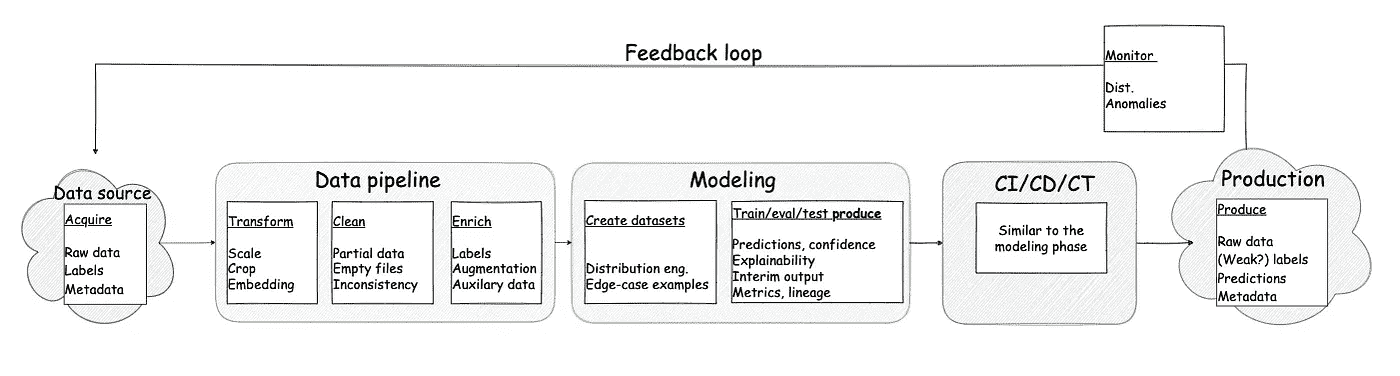 Feedback loop
Monitor
Dist.
Anomalies
Data source
Acquire
Raw data
Labels
Metadata
Data pipeline
Transform
Scale
Crop
Embedding
Clean
Partial data
Empty files
Inconsistency
Enrich
Labels
Augmentation
Auxilary data
Modeling
Create datasets
Distribution eng.
Edge-case examples
Train/eval/test produce
Predictions, confidence
Explainability
Interim output
Metrics, lineage
CI/CD/CT
Similar to the
modeling phase
Production
Produce
Raw data
(Weak?) labels
Predictions
Metadata